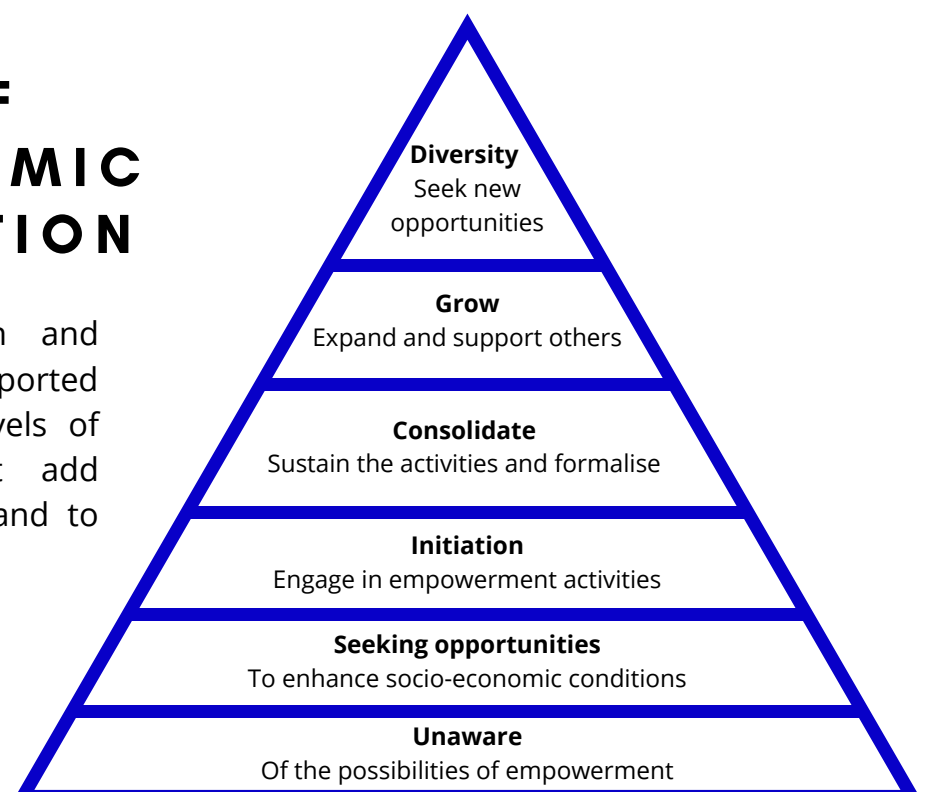 MIC
TION
and
ported
vels of
add
and to
Diversity
Seek new
opportunities
Grow
Expand and support others
Consolidate
Sustain the activities and formalise
Initiation
Engage in empowerment activities
Seeking opportunities
To enhance socio-economic conditions
Unaware
Of the possibilities of empowerment